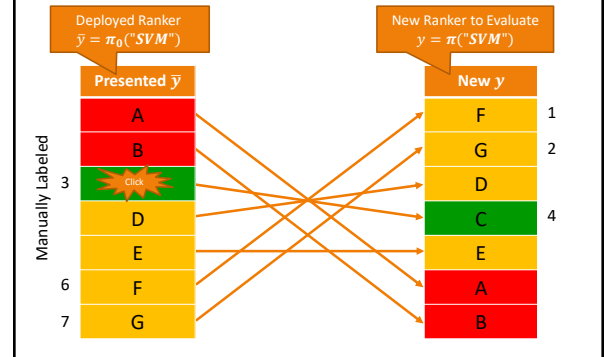 Deployed Ranker
ȳ = π₀("SVM")
New Ranker to Evaluate
y = π("SVM")
Presented ȳ
New y
Manually Labeled
A
B
3
Click
D
E
6
F
7
G
F
1
G
2
D
C
4
E
A
B